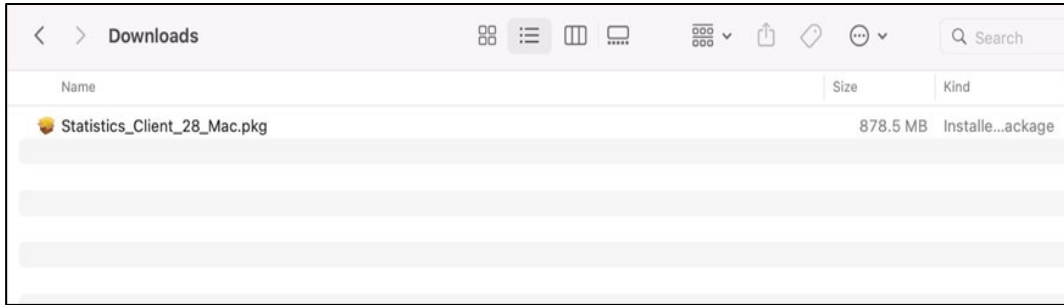 Downloads
Search
Name Size Kind
Statistics_Client_28_Mac.pkg 878.5 MB Installe...ackage